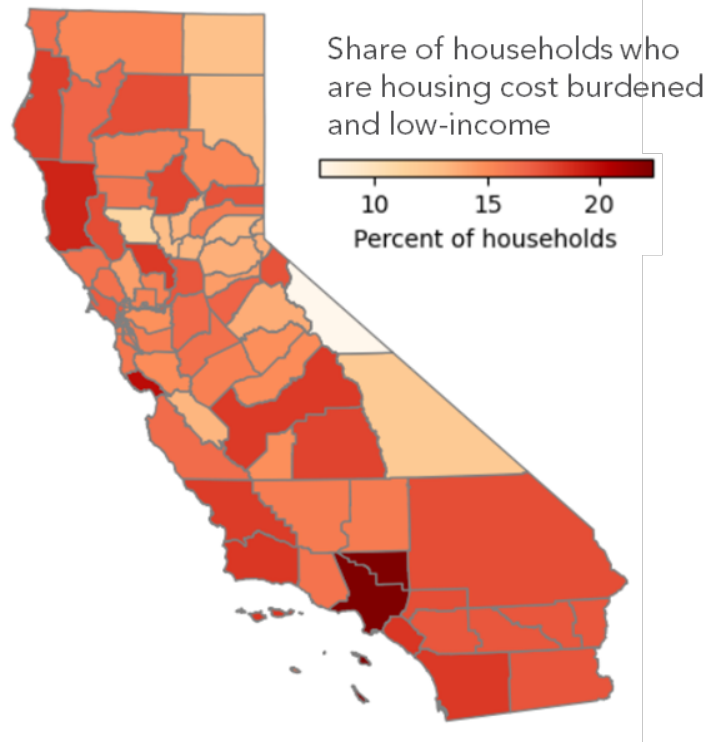 Share of households who
are housing cost burdened
and low-income
10 15 20
Percent of households